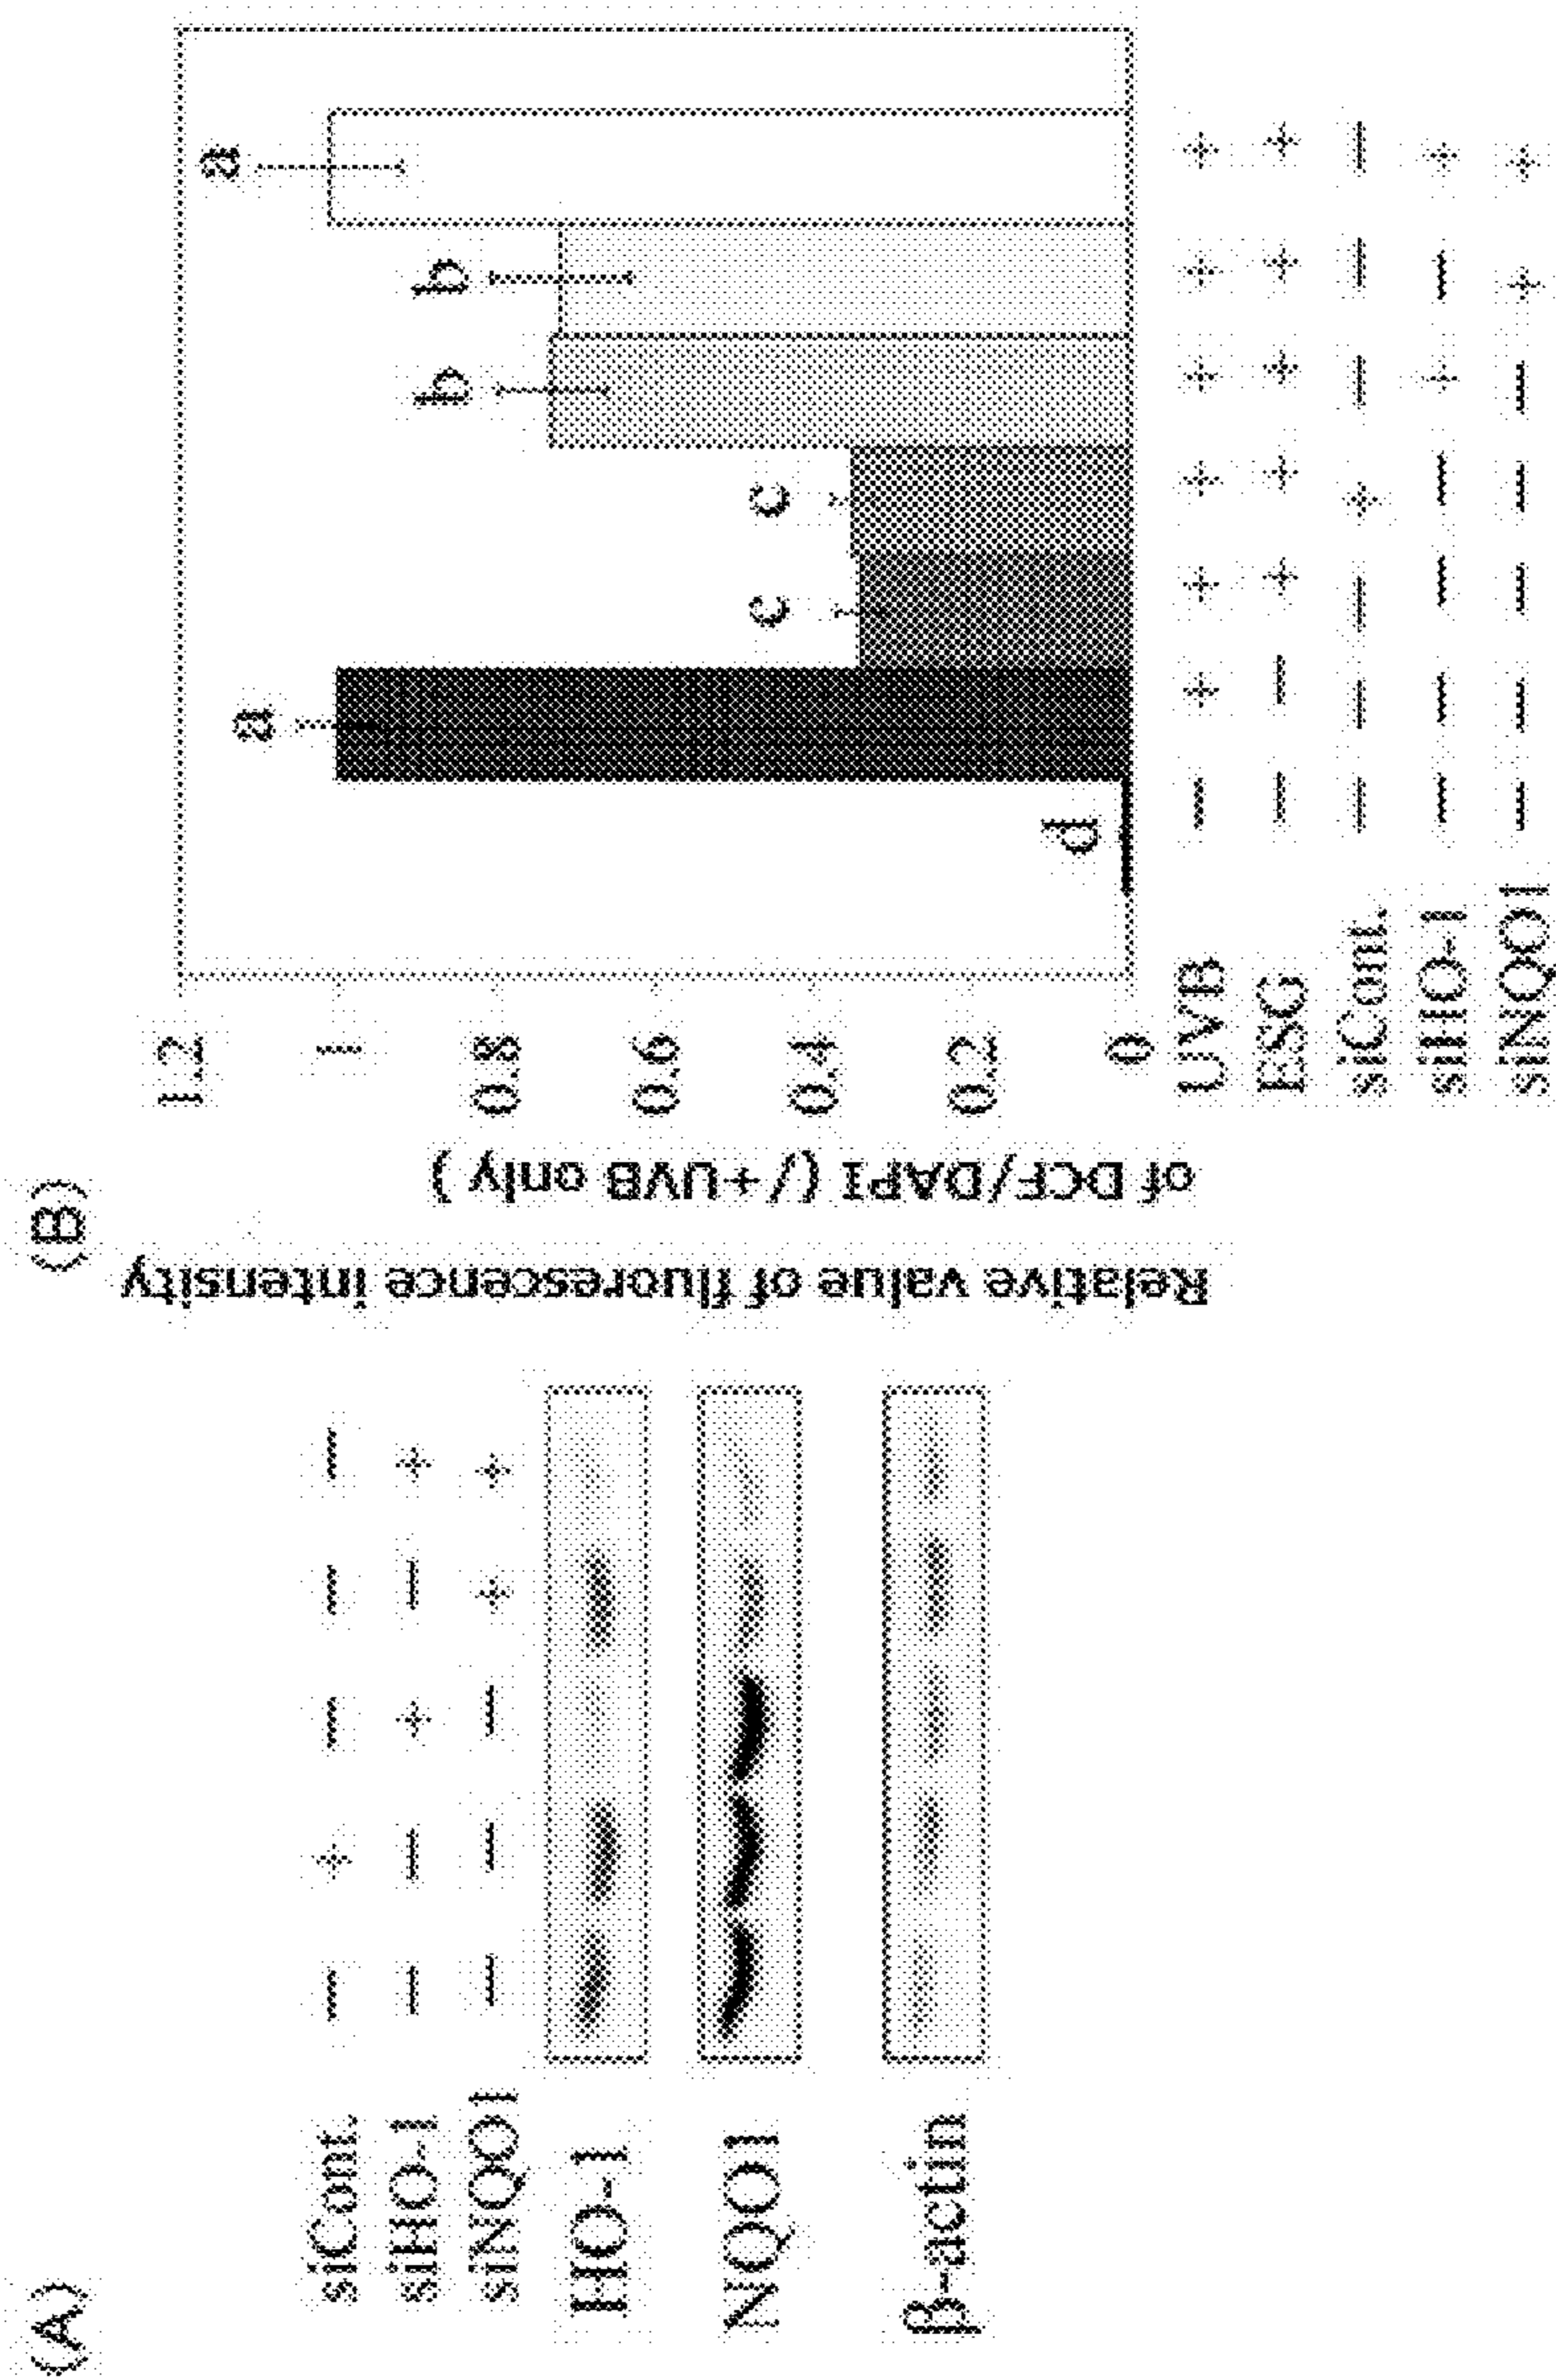 (A)
siCont. — + — — —
siHO-1 — — + — +
siNQO1 — — — + +
HO-1
NQO1
β-actin
(B)
Relative value of fluorescence intensity
of DCF/DAPI (/+UVB only )
1.2
1
0.8
0.6
0.4
0.2
0
d
a
c
c
b
b
a
UVB — + + + + + +
ESG — — + + + + +
siCont. — — — + — — —
siHO-1 — — — — + — +
siNQO1 — — — — — + +